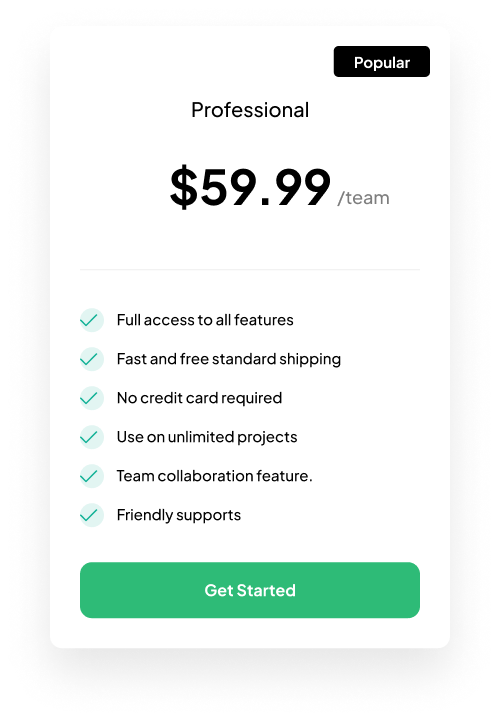 Popular
Professional
$59.99 /team
Full access to all features
Fast and free standard shipping
No credit card required
Use on unlimited projects
Team collaboration feature.
Friendly supports
Get Started